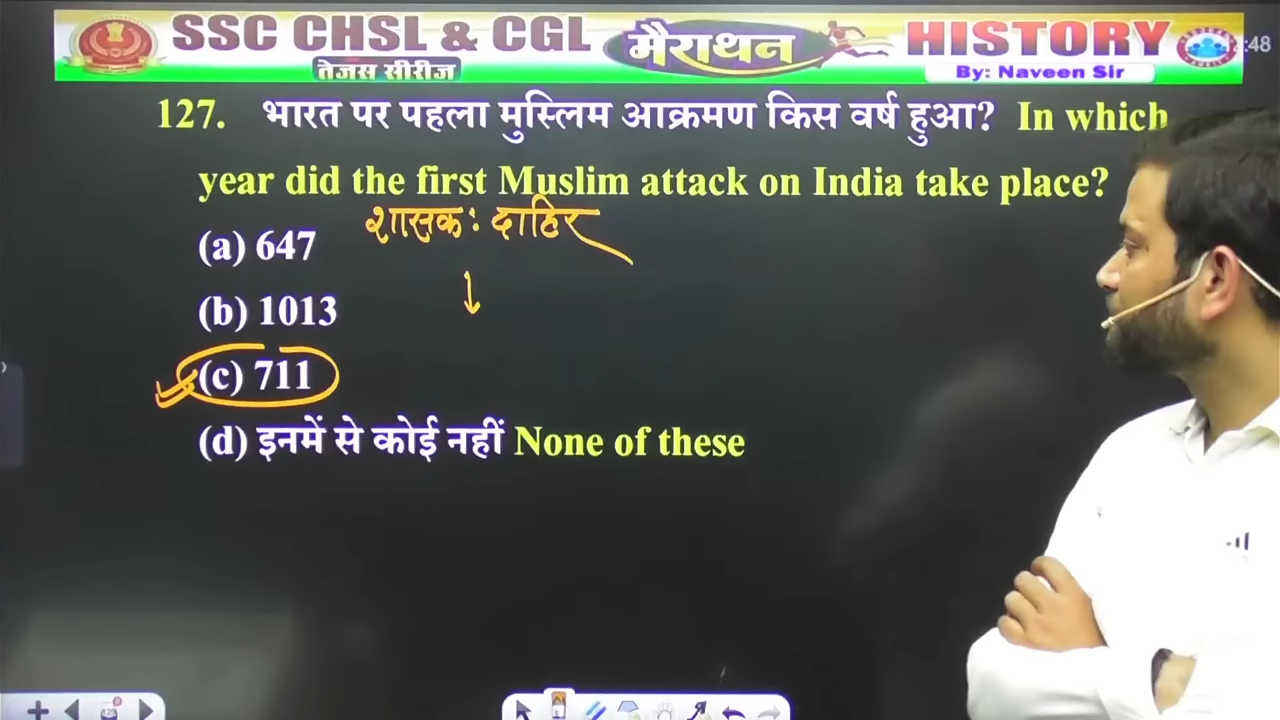 SSC CHSL & CGL मैराथन HISTORY
तेजस सीरीज
By: Naveen Sir
:48
127. भारत पर पहला मुस्लिम आक्रमण किस वर्ष हुआ? In which
year did the first Muslim attack on India take place?
शासक: दाहिर
(a) 647
(b) 1013
(c) 711
(d) इनमें से कोई नहीं None of these